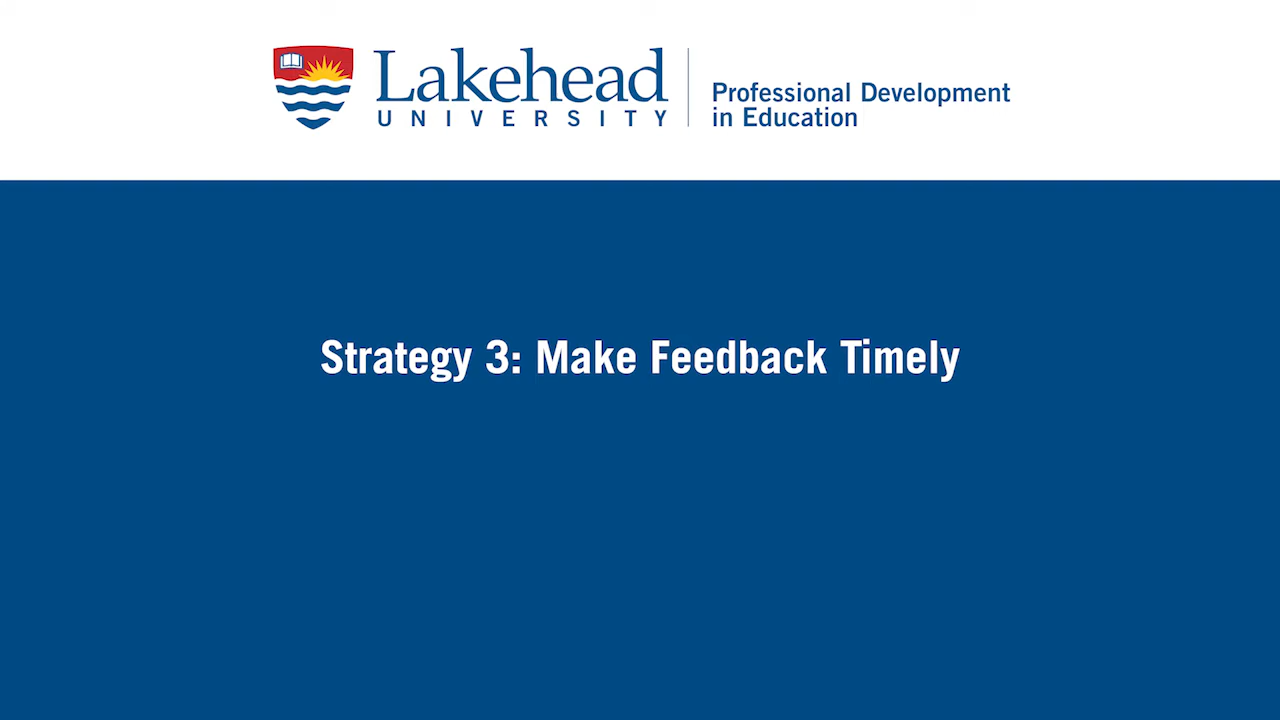 Lakehead
UNIVERSITY
Professional Development
in Education
Strategy 3: Make Feedback Timely